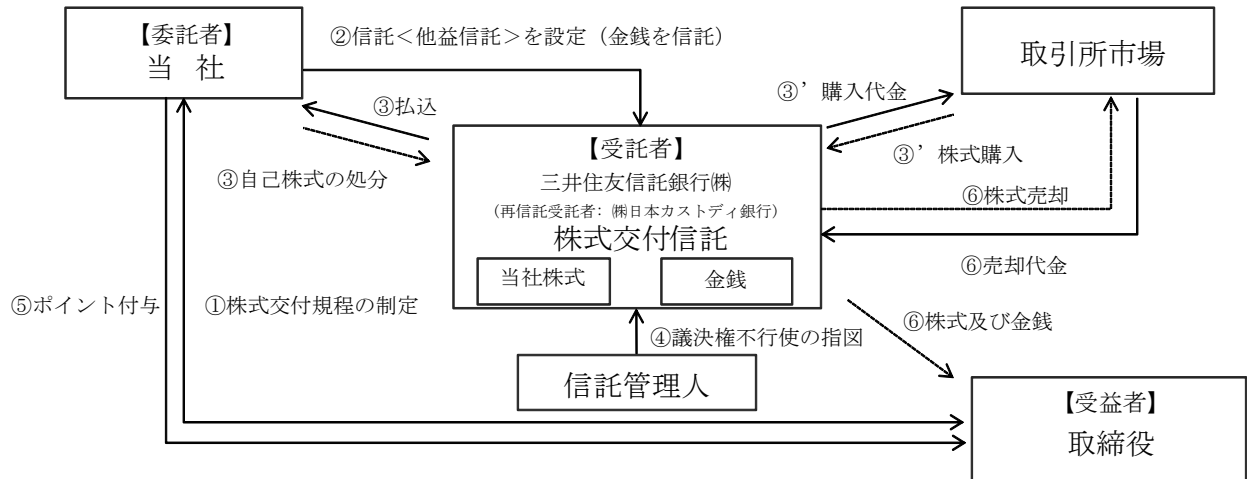 【委託者】
当 社
②信託＜他益信託＞を設定（金銭を信託）
取引所市場
③払込
③’購入代金
【受託者】
③’株式購入
③自己株式の処分
三井住友信託銀行㈱
(再信託受託者: ㈱日本カストディ銀行)
⑥株式売却
株式交付信託
⑥売却代金
当社株式
金銭
⑤ポイント付与
①株式交付規程の制定
⑥株式及び金銭
④議決権不行使の指図
信託管理人
【受益者】
取締役